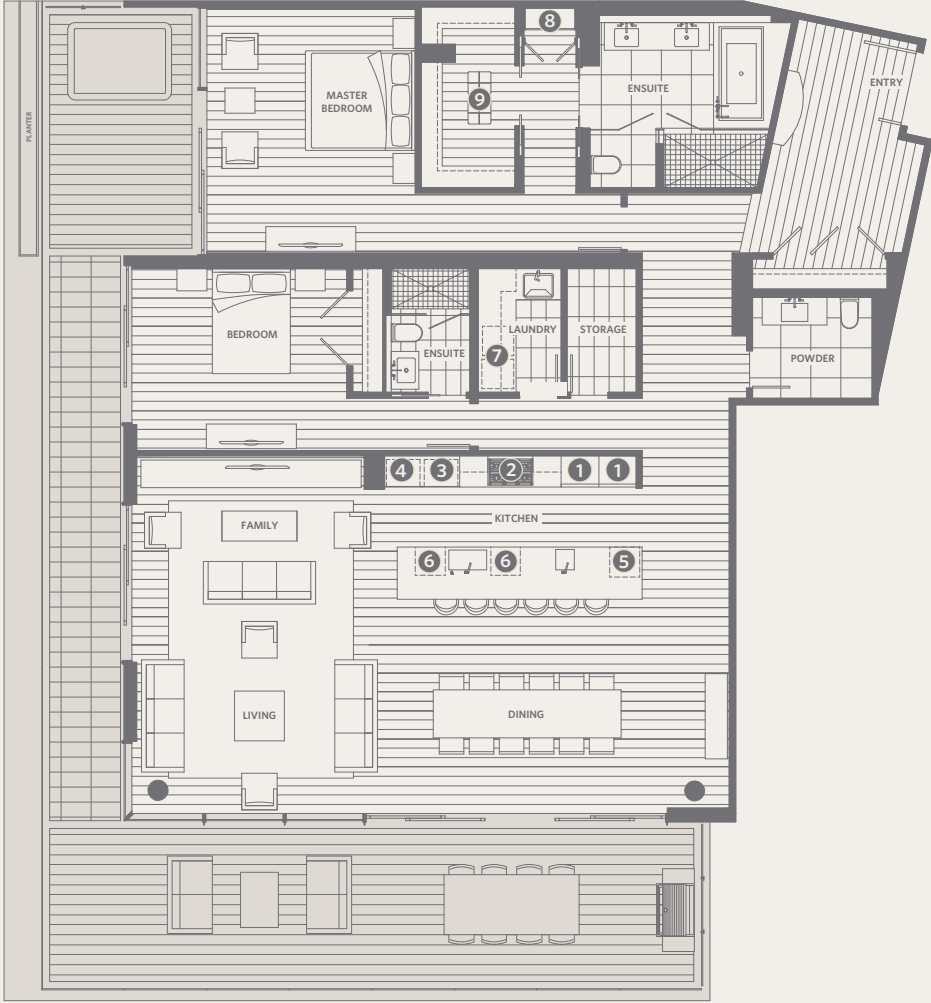 8
ENTRY
ENSUITE
MASTER
BEDROOM
9
PLANTER
BEDROOM
LAUNDRY
STORAGE
ENSUITE
7
POWDER
4
3
2
1
1
KITCHEN
FAMILY
6
6
5
LIVING
DINING